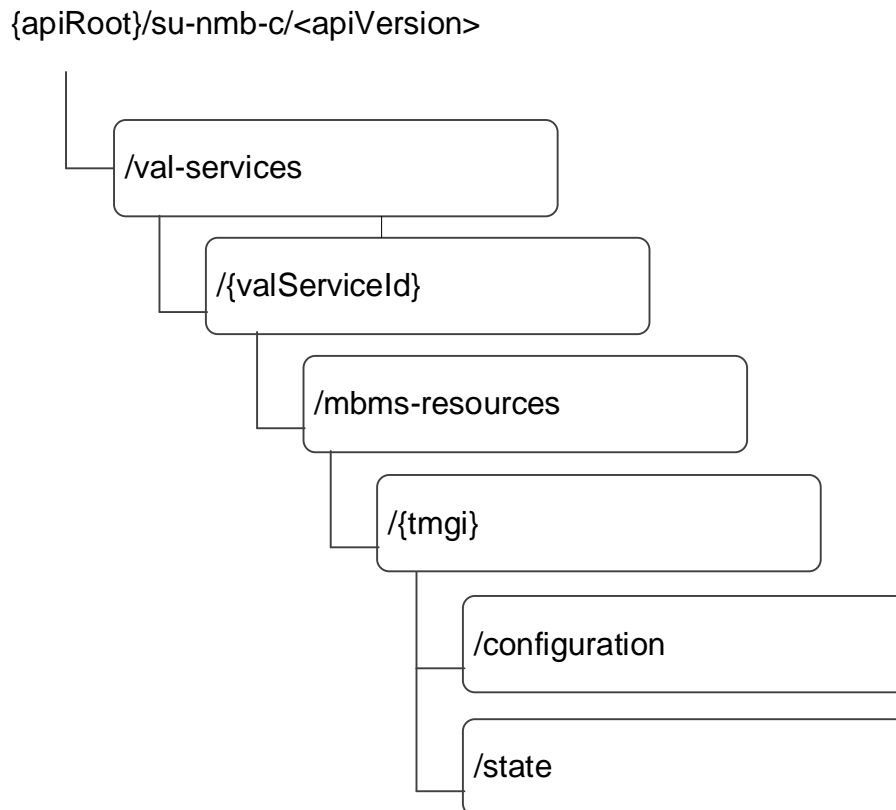 {apiRoot}/su-nmb-c/<apiVersion>
/val-services
/{valServiceId}
/mbms-resources
/{tmgi}
/configuration
/state